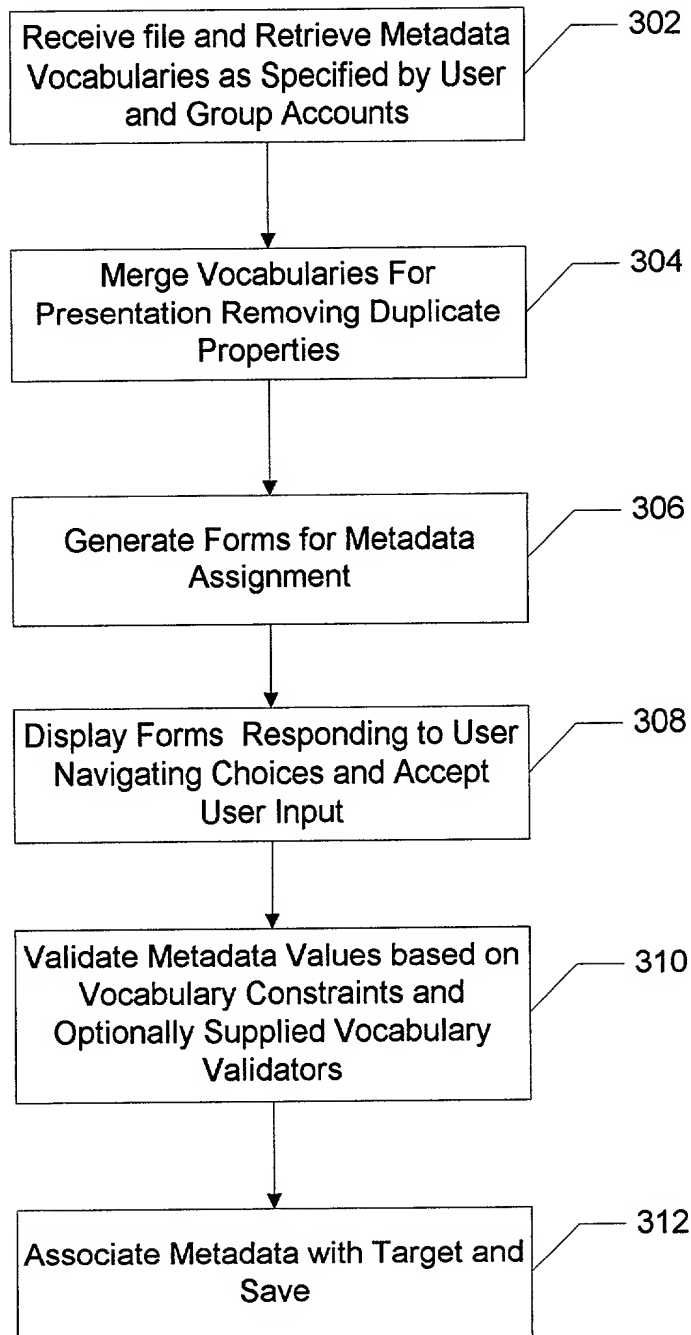 Receive file and Retrieve Metadata
Vocabularies as Specified by User
and Group Accounts
302
Merge Vocabularies For
Presentation Removing Duplicate
Properties
304
Generate Forms for Metadata
Assignment
306
Display Forms Responding to User
Navigating Choices and Accept
User Input
308
Validate Metadata Values based on
Vocabulary Constraints and
Optionally Supplied Vocabulary
Validators
310
Associate Metadata with Target and
Save
312